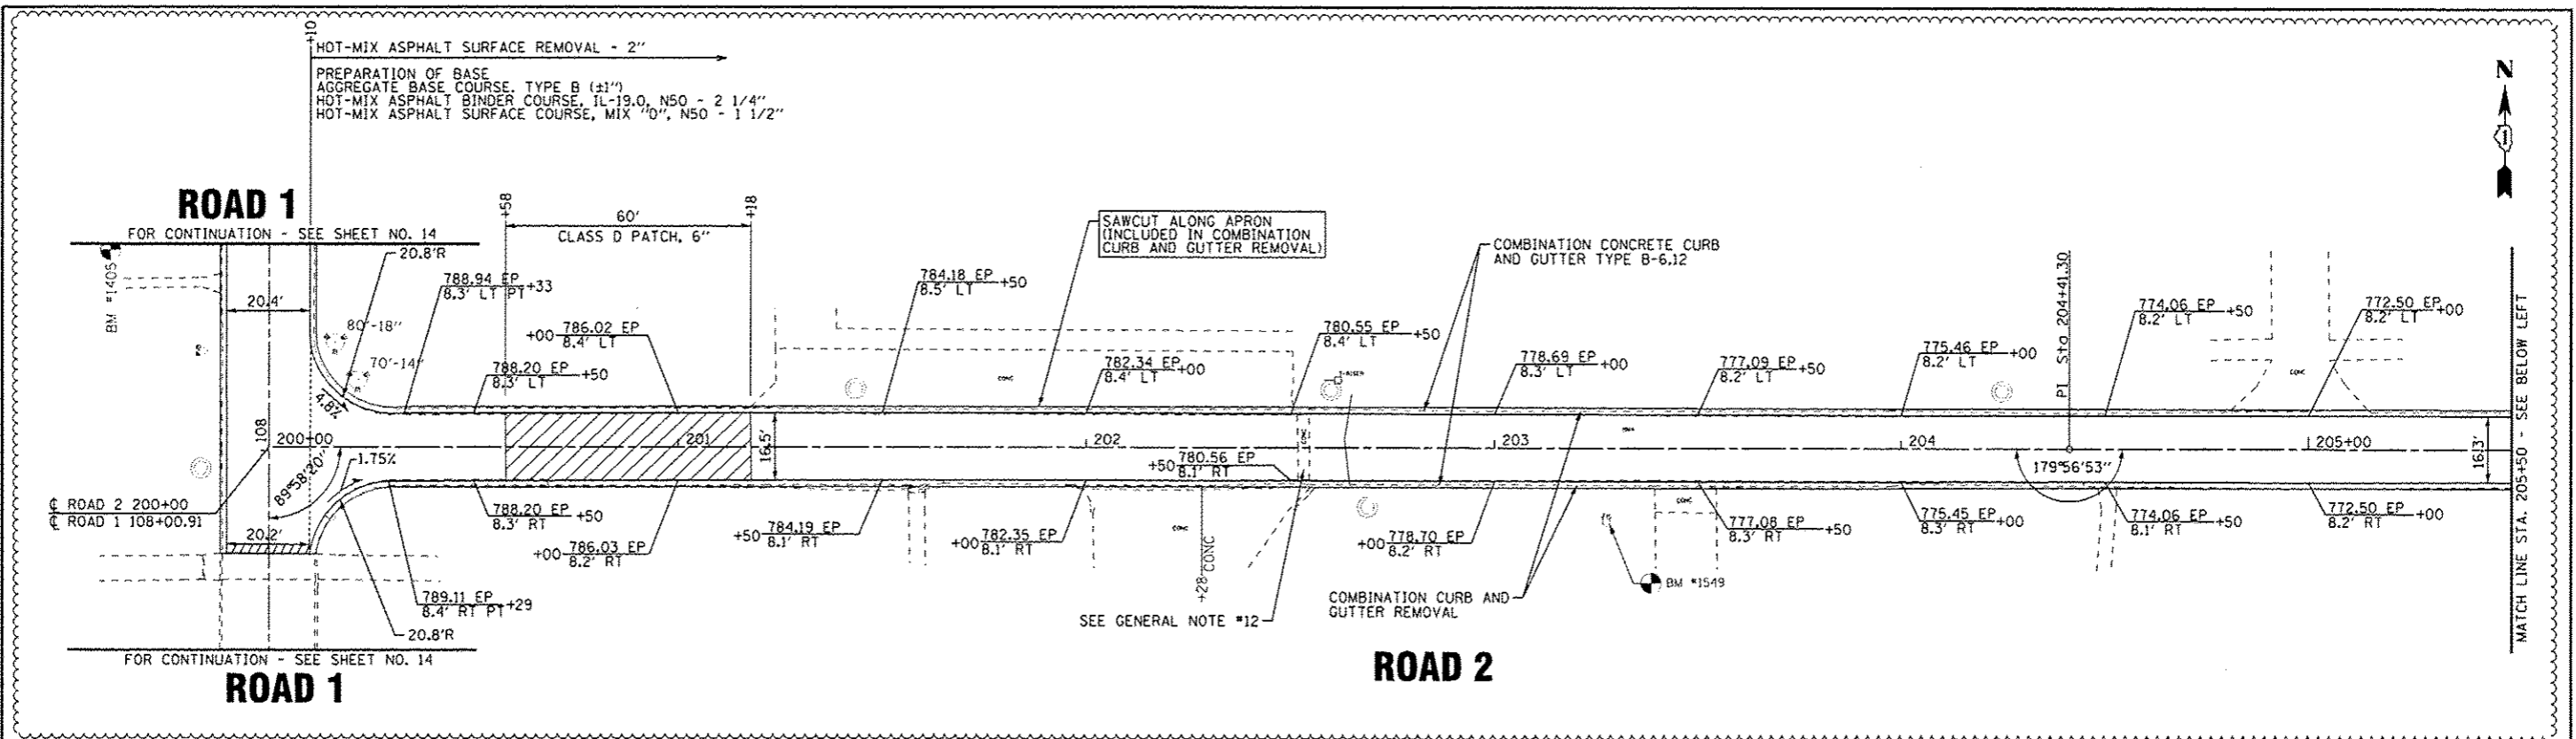 +10
HOT-MIX ASPHALT SURFACE REMOVAL - 2"
PREPARATION OF BASE
AGGREGATE BASE COURSE, TYPE B (±1")
HOT-MIX ASPHALT BINDER COURSE, IL-19.0, N50 - 2 1/4"
HOT-MIX ASPHALT SURFACE COURSE, MIX "D", N50 - 1 1/2"
N
ROAD 1
FOR CONTINUATION - SEE SHEET NO. 14
BM #1405
20.4'
20.8'R
80'-18"
70'-14"
4.8%
788.94 EP +33
8.3' LT PT
788.20 EP +50
8.3' LT
+58
60'
CLASS D PATCH, 6"
+18
+00 786.02 EP
8.4' LT
784.18 EP +50
8.5' LT
SAWCUT ALONG APRON
(INCLUDED IN COMBINATION
CURB AND GUTTER REMOVAL)
CONC
782.34 EP +00
8.4' LT
780.55 EP +50
8.4' LT
COMBINATION CONCRETE CURB
AND GUTTER TYPE B-6.12
778.69 EP +00
8.3' LT
777.09 EP +50
8.2' LT
775.46 EP +00
8.2' LT
PI Sta 204+41.30
774.06 EP +50
8.2' LT
772.50 EP +00
8.2' LT
CONC
108
200+00
201
202
203
204
205+00
16.5'
CONC
179°56'53"
16.3'
MATCH LINE STA. 205+50 - SEE BELOW LEFT
89°58'20"
1.75%
℄ ROAD 2 200+00
℄ ROAD 1 108+00.91
20.2'
788.20 EP +50
8.3' RT
+00 786.03 EP
8.2' RT
+50 784.19 EP
8.1' RT
+00 782.35 EP
8.1' RT
CONC
+28 CONC
+50 780.56 EP
8.1' RT
+00 778.70 EP
8.2' RT
CONC
777.08 EP +50
8.3' RT
775.45 EP +00
8.3' RT
774.06 EP +50
8.1' RT
772.50 EP +00
8.2' RT
789.11 EP +29
8.4' RT PT
20.8'R
SEE GENERAL NOTE #12
COMBINATION CURB AND
GUTTER REMOVAL
BM #1549
FOR CONTINUATION - SEE SHEET NO. 14
ROAD 1
ROAD 2